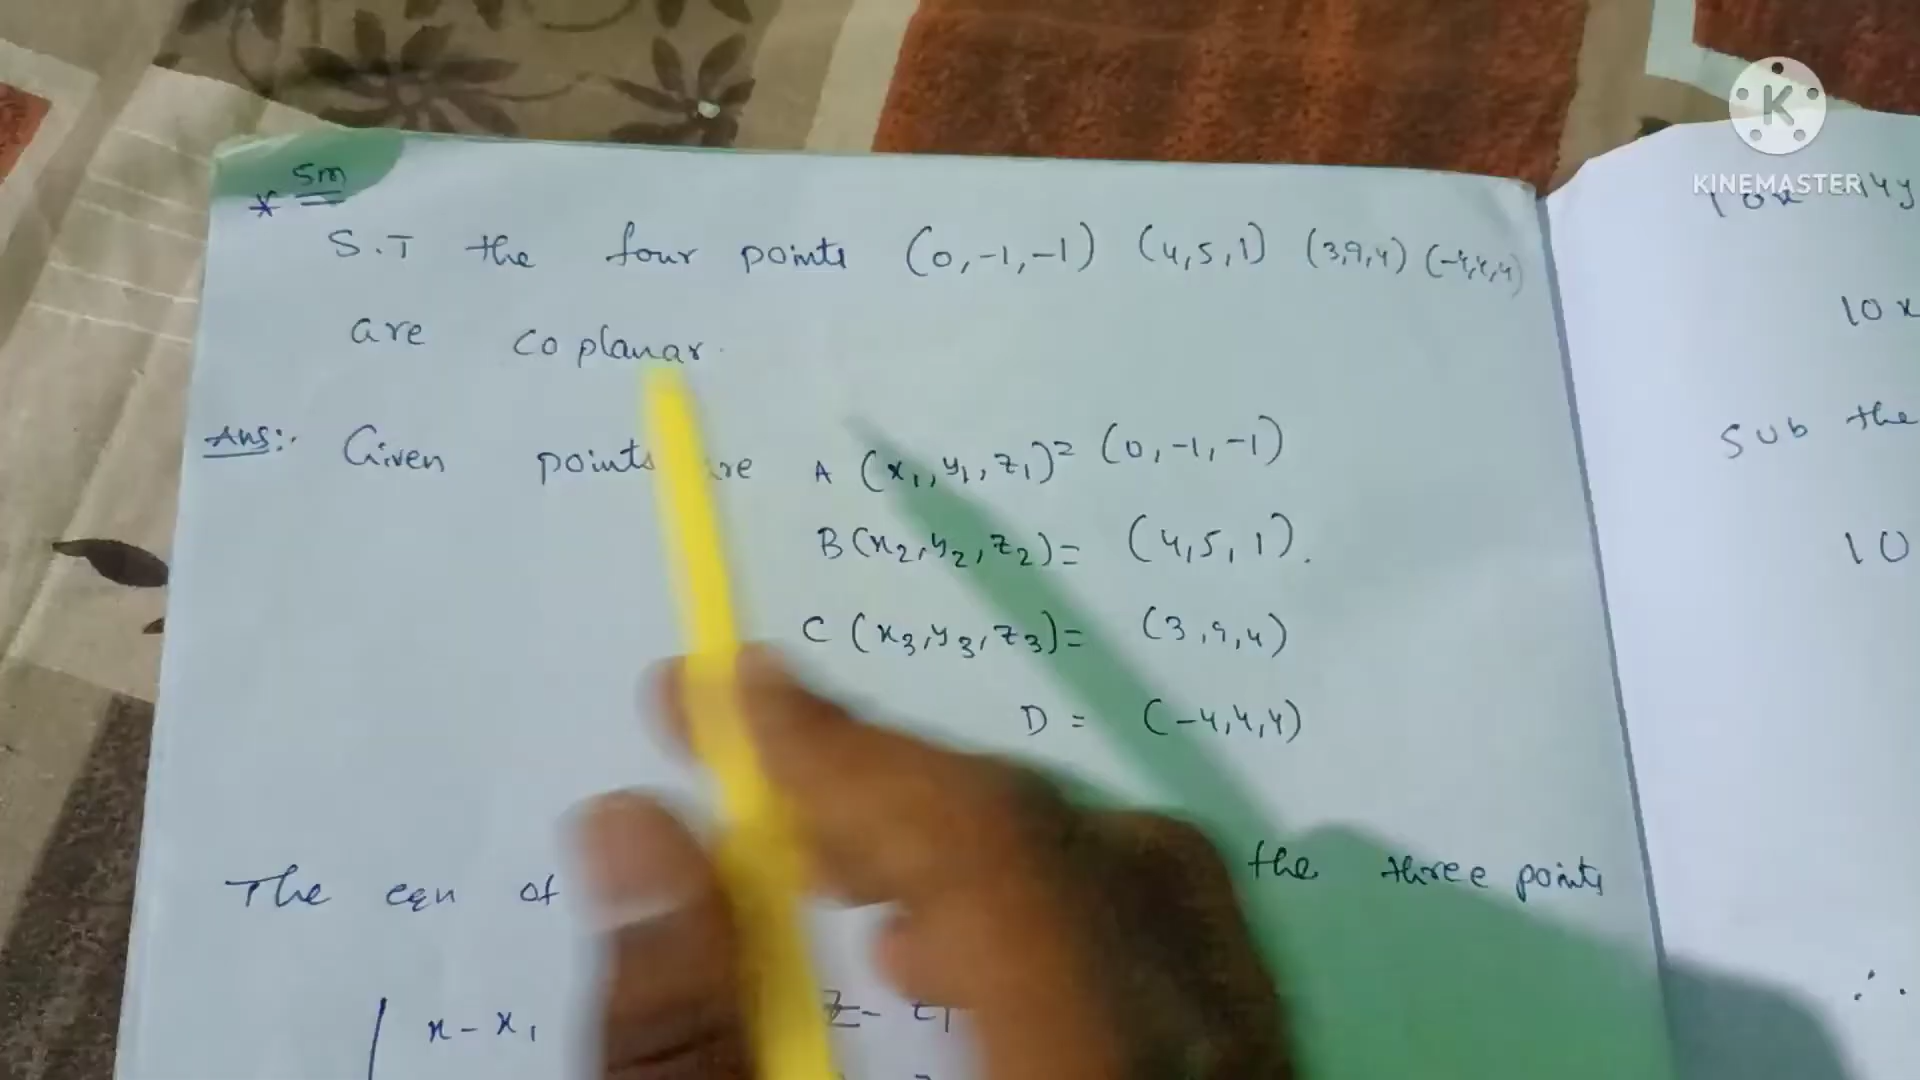 * 5m
S.T the four points (0,-1,-1) (4,5,1) (3,9,4) (-4,4,4)
are coplanar.
Ans:. Given points are A (x₁,y₁,z₁)= (0,-1,-1)
B(x₂,y₂,z₂)= (4,5,1).
C (x₃,y₃,z₃)= (3,9,4)
D = (-4,4,4)
The eqn of the three points
x-x₁ z-z₁
KINEMASTER
10x
Sub the
10
∴